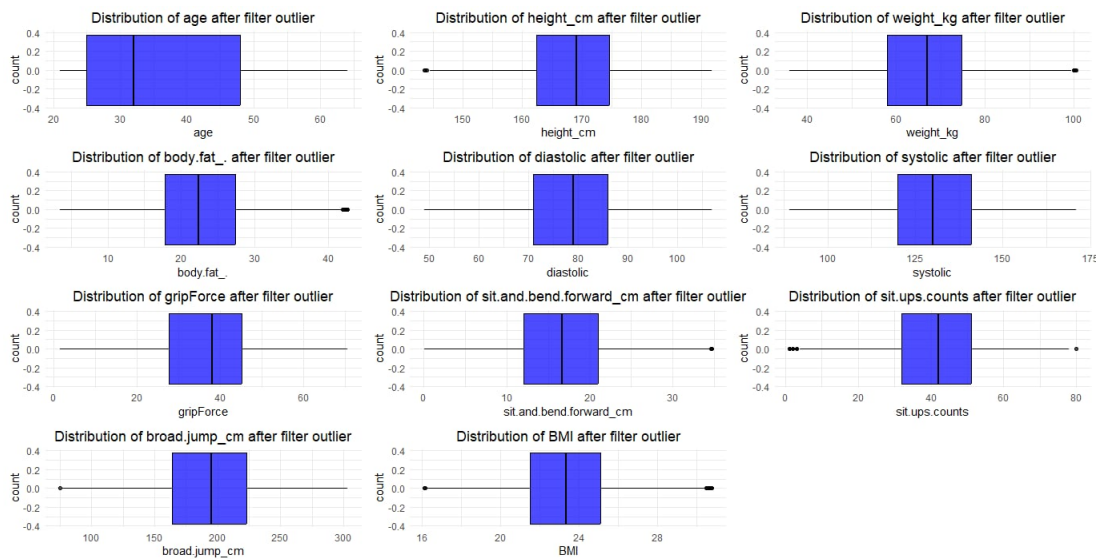 Distribution of age after filter outlier
count
0.4
0.2
0.0
-0.2
-0.4
20 30 40 50 60
age
Distribution of height_cm after filter outlier
count
0.4
0.2
0.0
-0.2
-0.4
150 160 170 180 190
height_cm
Distribution of weight_kg after filter outlier
count
0.4
0.2
0.0
-0.2
-0.4
40 60 80 100
weight_kg
Distribution of body.fat_. after filter outlier
count
0.4
0.2
0.0
-0.2
-0.4
10 20 30 40
body.fat_.
Distribution of diastolic after filter outlier
count
0.4
0.2
0.0
-0.2
-0.4
50 60 70 80 90 100
diastolic
Distribution of systolic after filter outlier
count
0.4
0.2
0.0
-0.2
-0.4
100 125 150 175
systolic
Distribution of gripForce after filter outlier
count
0.4
0.2
0.0
-0.2
-0.4
0 20 40 60
gripForce
Distribution of sit.and.bend.forward_cm after filter outlier
count
0.4
0.2
0.0
-0.2
-0.4
0 10 20 30
sit.and.bend.forward_cm
Distribution of sit.ups.counts after filter outlier
count
0.4
0.2
0.0
-0.2
-0.4
0 20 40 60 80
sit.ups.counts
Distribution of broad.jump_cm after filter outlier
count
0.4
0.2
0.0
-0.2
-0.4
100 150 200 250 300
broad.jump_cm
Distribution of BMI after filter outlier
count
0.4
0.2
0.0
-0.2
-0.4
16 20 24 28
BMI